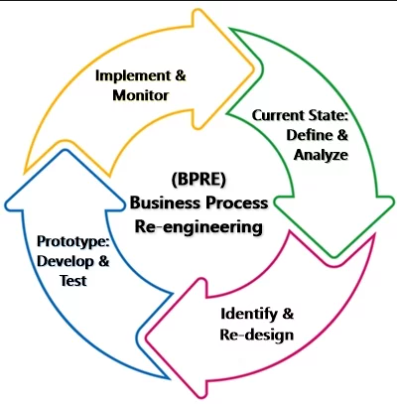 Implement &
Monitor
Current State:
Define &
Analyze
(BPRE)
Business Process
Re-engineering
Prototype:
Develop &
Test
Identify &
Re-design